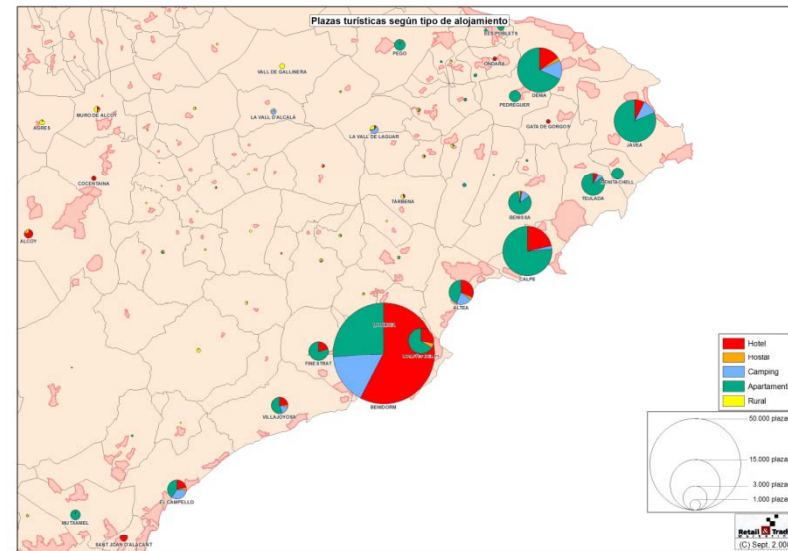 Plazas turísticas según tipo de alojamiento
PEGO
ELS POBLETS
ONDARA
VALL DE GALLINERA
DENIA
PEDREGUER
MURO DE ALCOY
LA VALL D'ALCALA
AGRES
LA VALL DE LAGUAR
GATA DE GORGOS
JAVEA
COCENTAINA
BENITACHELL
TEULADA
TARBENA
BENISSA
ALCOY
CALPE
ALTEA
FINESTRAT
BENIDORM
VILLAJOYOSA
EL CAMPELLO
MUTXAMEL
SANT JOAN D'ALACANT
Hotel
Hostal
Camping
Apartamento
Rural
50.000 plaza
15.000 plaza
3.000 plaza
1.000 plaza
Retail & Trad
(C) Sept. 2.00